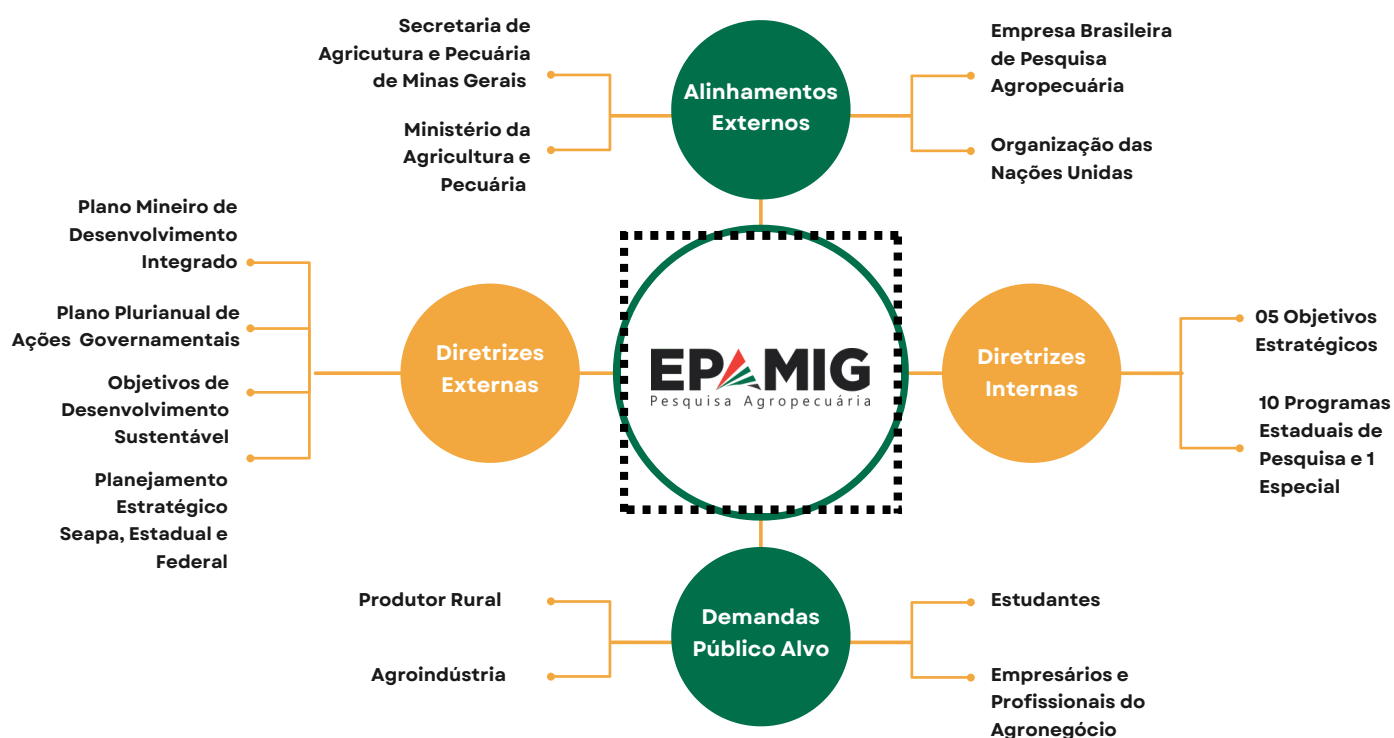 Secretaria de
Agricutura e Pecuária
de Minas Gerais
Ministério da
Agricultura e
Pecuária
Alinhamentos
Externos
Empresa Brasileira
de Pesquisa
Agropecuária
Organização das
Nações Unidas
Plano Mineiro de
Desenvolvimento
Integrado
Plano Plurianual de
Ações Governamentais
Objetivos de
Desenvolvimento
Sustentável
Planejamento
Estratégico
Seapa, Estadual e
Federal
Diretrizes
Externas
EPAMIG
Pesquisa Agropecuária
Diretrizes
Internas
05 Objetivos
Estratégicos
10 Programas
Estaduais de
Pesquisa e 1
Especial
Produtor Rural
Agroindústria
Demandas
Público Alvo
Estudantes
Empresários e
Profissionais do
Agronegócio